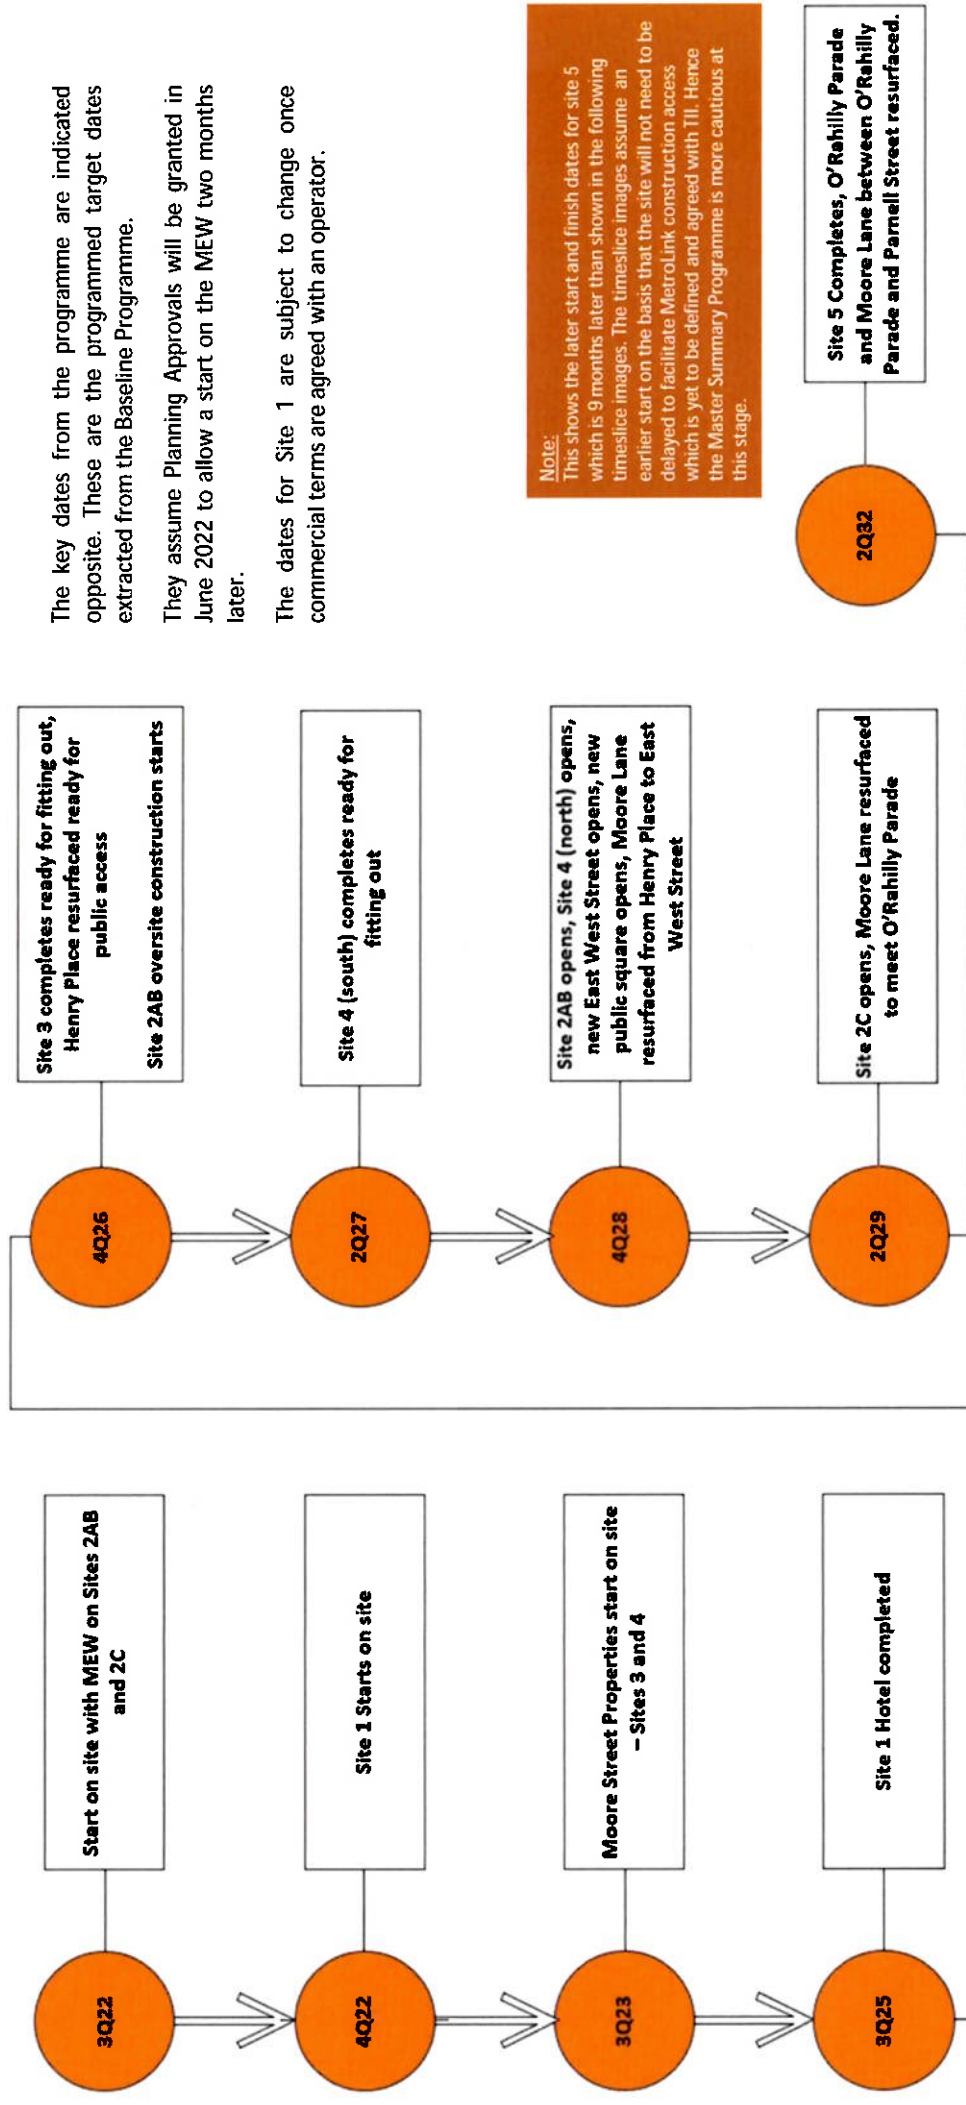 3Q22
Start on site with MEW on Sites 2AB
and 2C
4Q22
Site 1 Starts on site
3Q23
Moore Street Properties start on site
– Sites 3 and 4
3Q25
Site 1 Hotel completed
4Q26
Site 3 completes ready for fitting out,
Henry Place resurfaced ready for
public access
Site 2AB oversite construction starts
2Q27
Site 4 (south) completes ready for
fitting out
4Q28
Site 2AB opens, Site 4 (north) opens,
new East West Street opens, new
public square opens, Moore Lane
resurfaced from Henry Place to East
West Street
2Q29
Site 2C opens, Moore Lane resurfaced
to meet O'Rahilly Parade
2Q32
Site 5 Completes, O'Rahilly Parade
and Moore Lane between O'Rahilly
Parade and Parnell Street resurfaced.
The key dates from the programme are indicated
opposite. These are the programmed target dates
extracted from the Baseline Programme.
They assume Planning Approvals will be granted in
June 2022 to allow a start on the MEW two months
later.
The dates for Site 1 are subject to change once
commercial terms are agreed with an operator.
Note:
This shows the later start and finish dates for site 5
which is 9 months later than shown in the following
timeslice images. The timeslice images assume an
earlier start on the basis that the site will not need to be
delayed to facilitate MetroLink construction access
which is yet to be defined and agreed with TII. Hence
the Master Summary Programme is more cautious at
this stage.